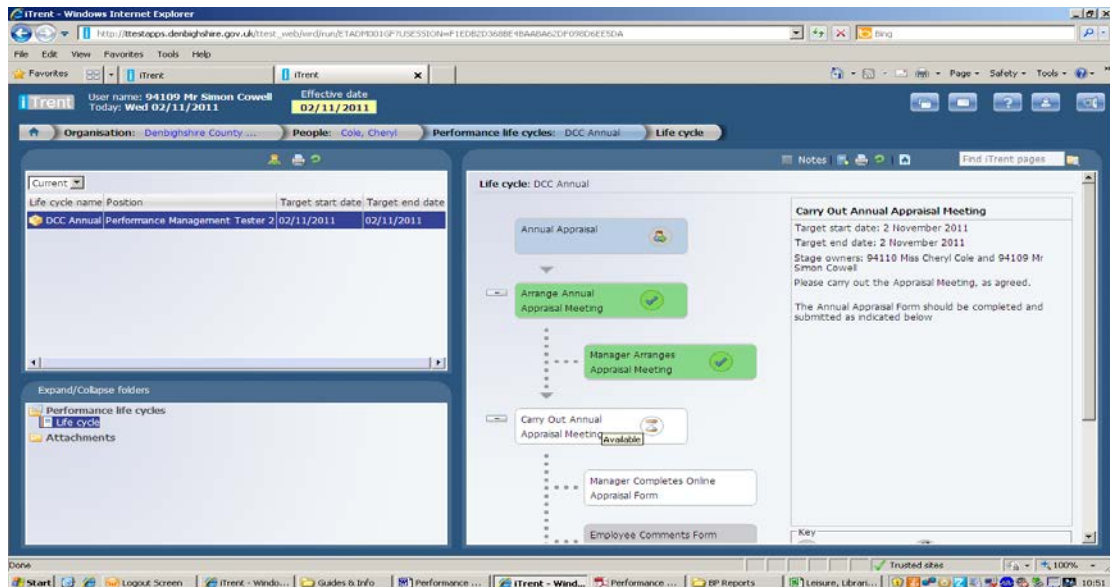 iTrent - Windows Internet Explorer
http://ttestapps.denbighshire.gov.uk/ttest_web/wrd/run/ETADM001GF?USESSION=F1EDB2D368BE4BAABA62DF098D6EE5DA
Bing
File Edit View Favorites Tools Help
Favorites iTrent iTrent Page Safety Tools
iTrent User name: 94109 Mr Simon Cowell Effective date
Today: Wed 02/11/2011 02/11/2011
Organisation: Denbighshire County ... People: Cole, Cheryl Performance life cycles: DCC Annual Life cycle
Notes Find iTrent pages
Current
Life cycle name Position Target start date Target end date
DCC Annual Performance Management Tester 2 02/11/2011 02/11/2011
Expand/Collapse folders
Performance life cycles
Life cycle
Attachments
Life cycle: DCC Annual
Annual Appraisal
Arrange Annual
Appraisal Meeting
Manager Arranges
Appraisal Meeting
Carry Out Annual
Appraisal Meeting
Available
Manager Completes Online
Appraisal Form
Employee Comments Form
Carry Out Annual Appraisal Meeting
Target start date: 2 November 2011
Target end date: 2 November 2011
Stage owners: 94110 Miss Cheryl Cole and 94109 Mr
Simon Cowell
Please carry out the Appraisal Meeting, as agreed.
The Annual Appraisal Form should be completed and
submitted as indicated below
Key
Done Trusted sites 100%
Start Logout Screen iTrent - Windo... Guides & Info Performance ... iTrent - Wind... Performance ... BP Reports Leisure, Librari... 10:51